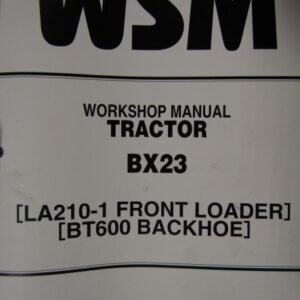 WSM
WORKSHOP MANUAL
TRACTOR
BX23
[LA210-1 FRONT LOADER]
[BT600 BACKHOE]